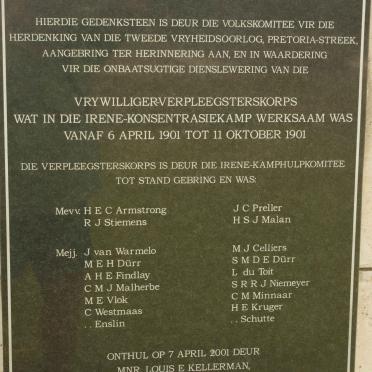 HIERDIE GEDENKSTEEN IS DEUR DIE VOLKSKOMITEE VIR DIE
HERDENKING VAN DIE TWEEDE VRYHEIDSOORLOG, PRETORIA-STREEK,
AANGEBRING TER HERINNERING AAN, EN IN WAARDERING
VIR DIE ONBAATSUGTIGE DIENSLEWERING VAN DIE
VRYWILLIGER-VERPLEEGSTERSKORPS
WAT IN DIE IRENE-KONSENTRASIEKAMP WERKSAAM WAS
VANAF 6 APRIL 1901 TOT 11 OKTOBER 1901
DIE VERPLEEGSTERSKORPS IS DEUR DIE IRENE-KAMPHULPKOMITEE
TOT STAND GEBRING EN WAS:
Mevv. H E C Armstrong J C Preller
R J Stiemens H S J Malan
Mejj. J van Warmelo M J Celliers
M E H Dürr S M D E Dürr
A H E Findlay L du Toit
C M J Malherbe S R R J Niemeyer
M E Vlok C M Minnaar
C Westmaas H E Kruger
. . Enslin . . Schutte
ONTHUL OP 7 APRIL 2001 DEUR
MNR. LOUIS E KELLERMAN,